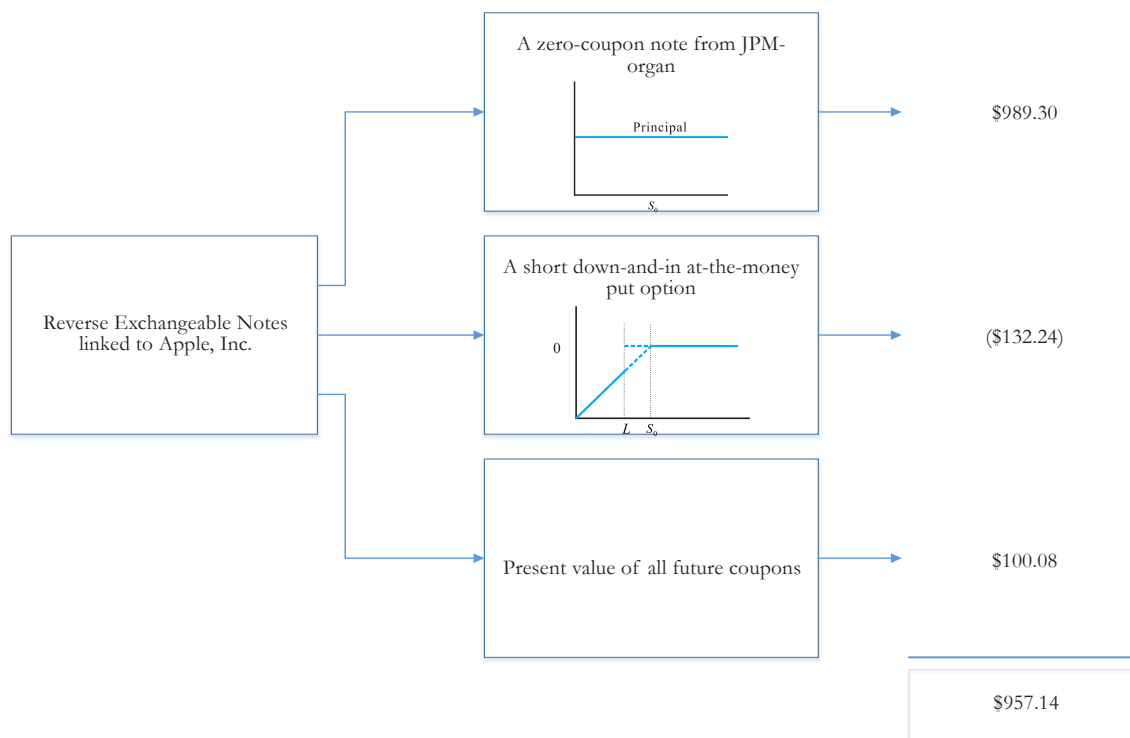 A zero-coupon note from JPM-
organ
Principal
S₀
$989.30
Reverse Exchangeable Notes
linked to Apple, Inc.
A short down-and-in at-the-money
put option
0
L S₀
($132.24)
Present value of all future coupons
$100.08
$957.14